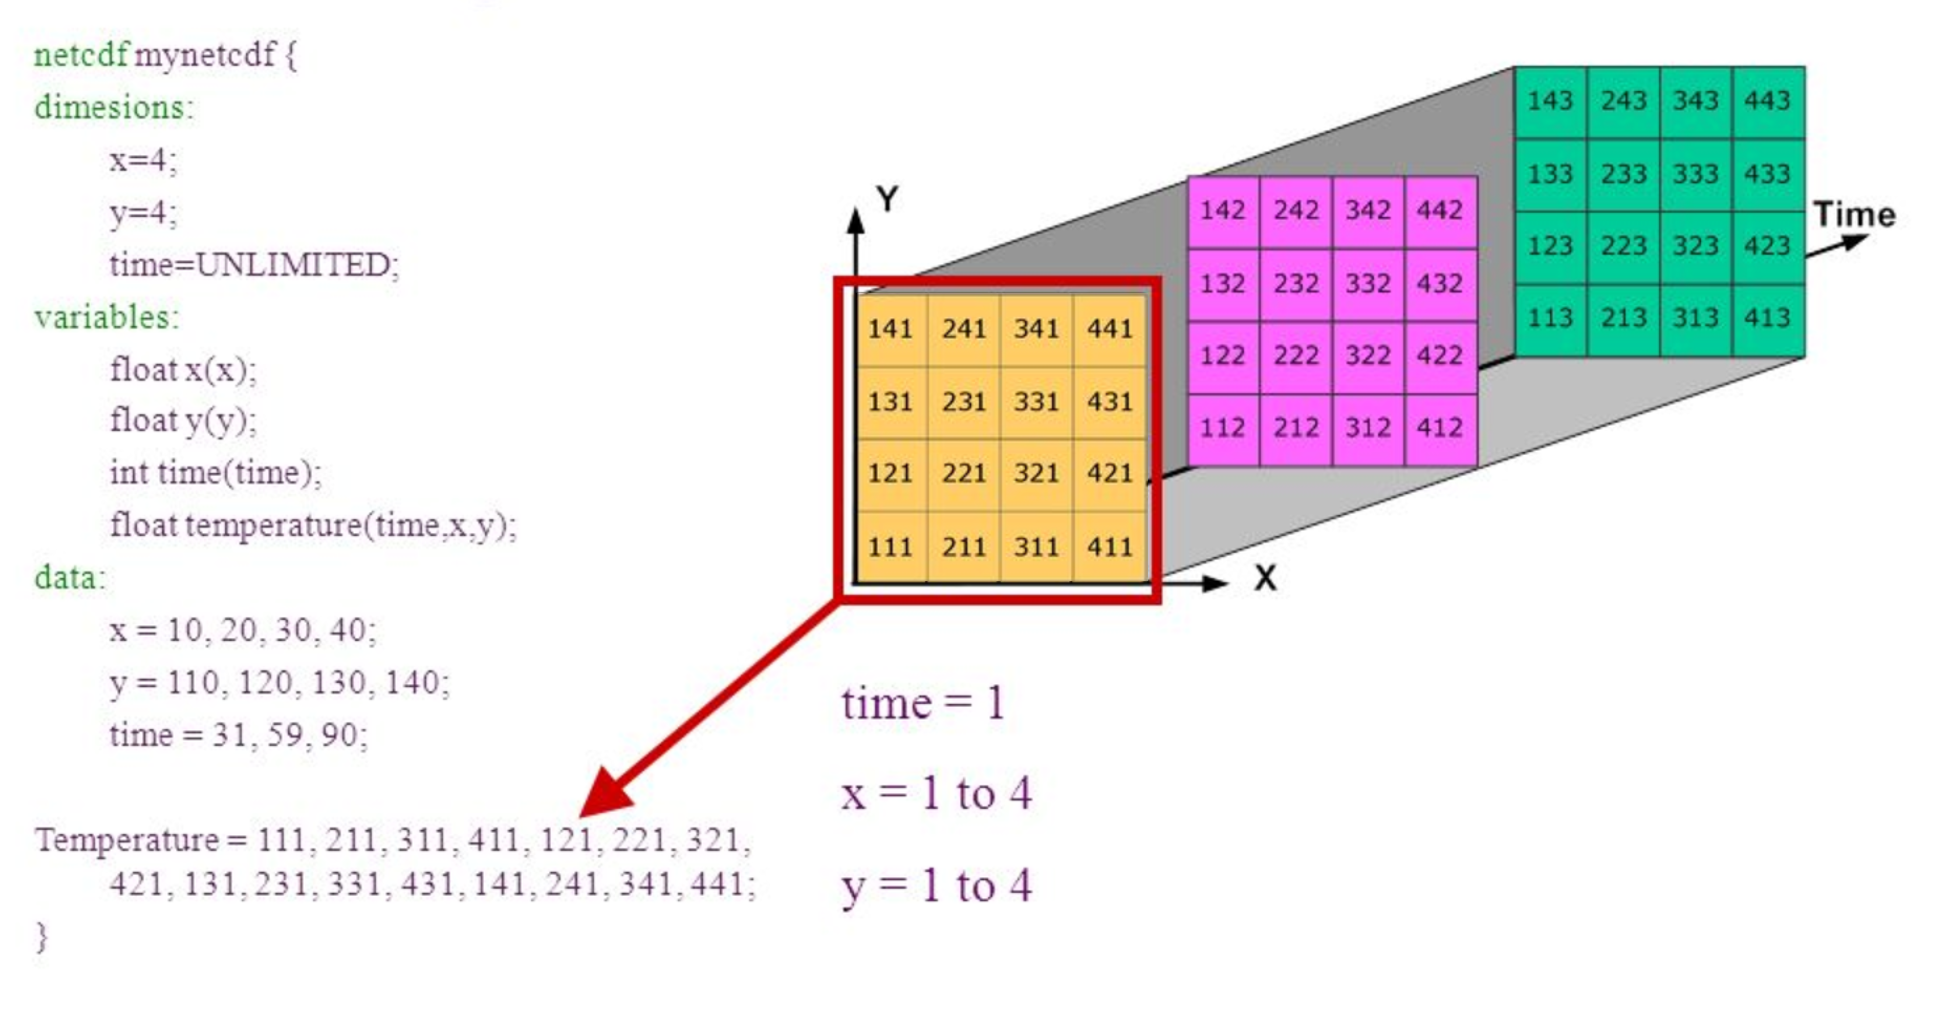 netcdf mynetcdf {
dimesions:
x=4;
y=4;
time=UNLIMITED;
variables:
float x(x);
float y(y);
int time(time);
float temperature(time,x,y);
data:
x = 10, 20, 30, 40;
y = 110, 120, 130, 140;
time = 31, 59, 90;
Temperature = 111, 211, 311, 411, 121, 221, 321,
421, 131, 231, 331, 431, 141, 241, 341, 441;
}
Y
141 241 341 441
131 231 331 431
121 221 321 421
111 211 311 411
X
142 242 342 442
132 232 332 432
122 222 322 422
112 212 312 412
143 243 343 443
133 233 333 433
123 223 323 423
113 213 313 413
Time
time = 1
x = 1 to 4
y = 1 to 4